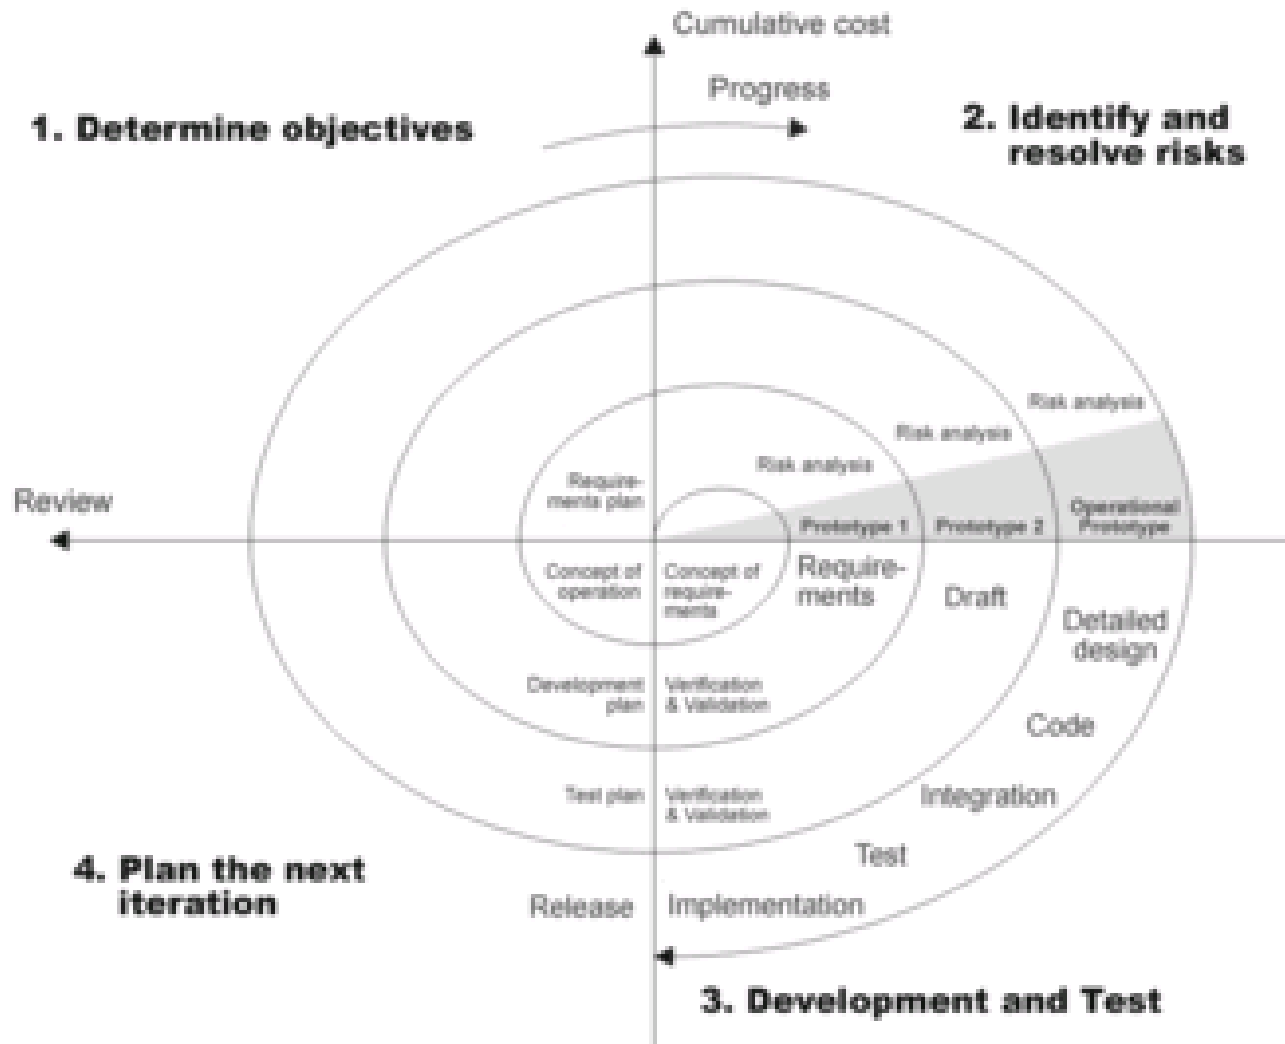 Cumulative cost
Progress
1. Determine objectives
2. Identify and
resolve risks
Risk analysis
Risk analysis
Risk analysis
Require-
ments plan
Review
Prototype 1
Prototype 2
Operational
Prototype
Concept of
operation
Concept of
require-
ments
Require-
ments
Draft
Detailed
design
Development
plan
Verification
& Validation
Code
Test plan
Verification
& Validation
Integration
Test
4. Plan the next
iteration
Release
Implementation
3. Development and Test